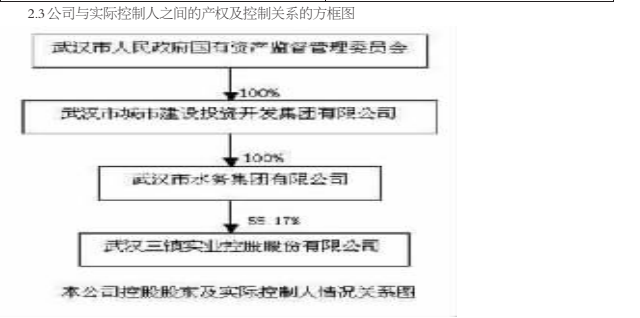 2.3 公司与实际控制人之间的产权及控制关系的方框图
武汉市人民政府国有资产监督管理委员会
100%
武汉市城市建设投资开发集团有限公司
100%
武汉市水务集团有限公司
55.17%
武汉三镇实业控股股份有限公司
本公司控股股东及实际控制人情况关系图